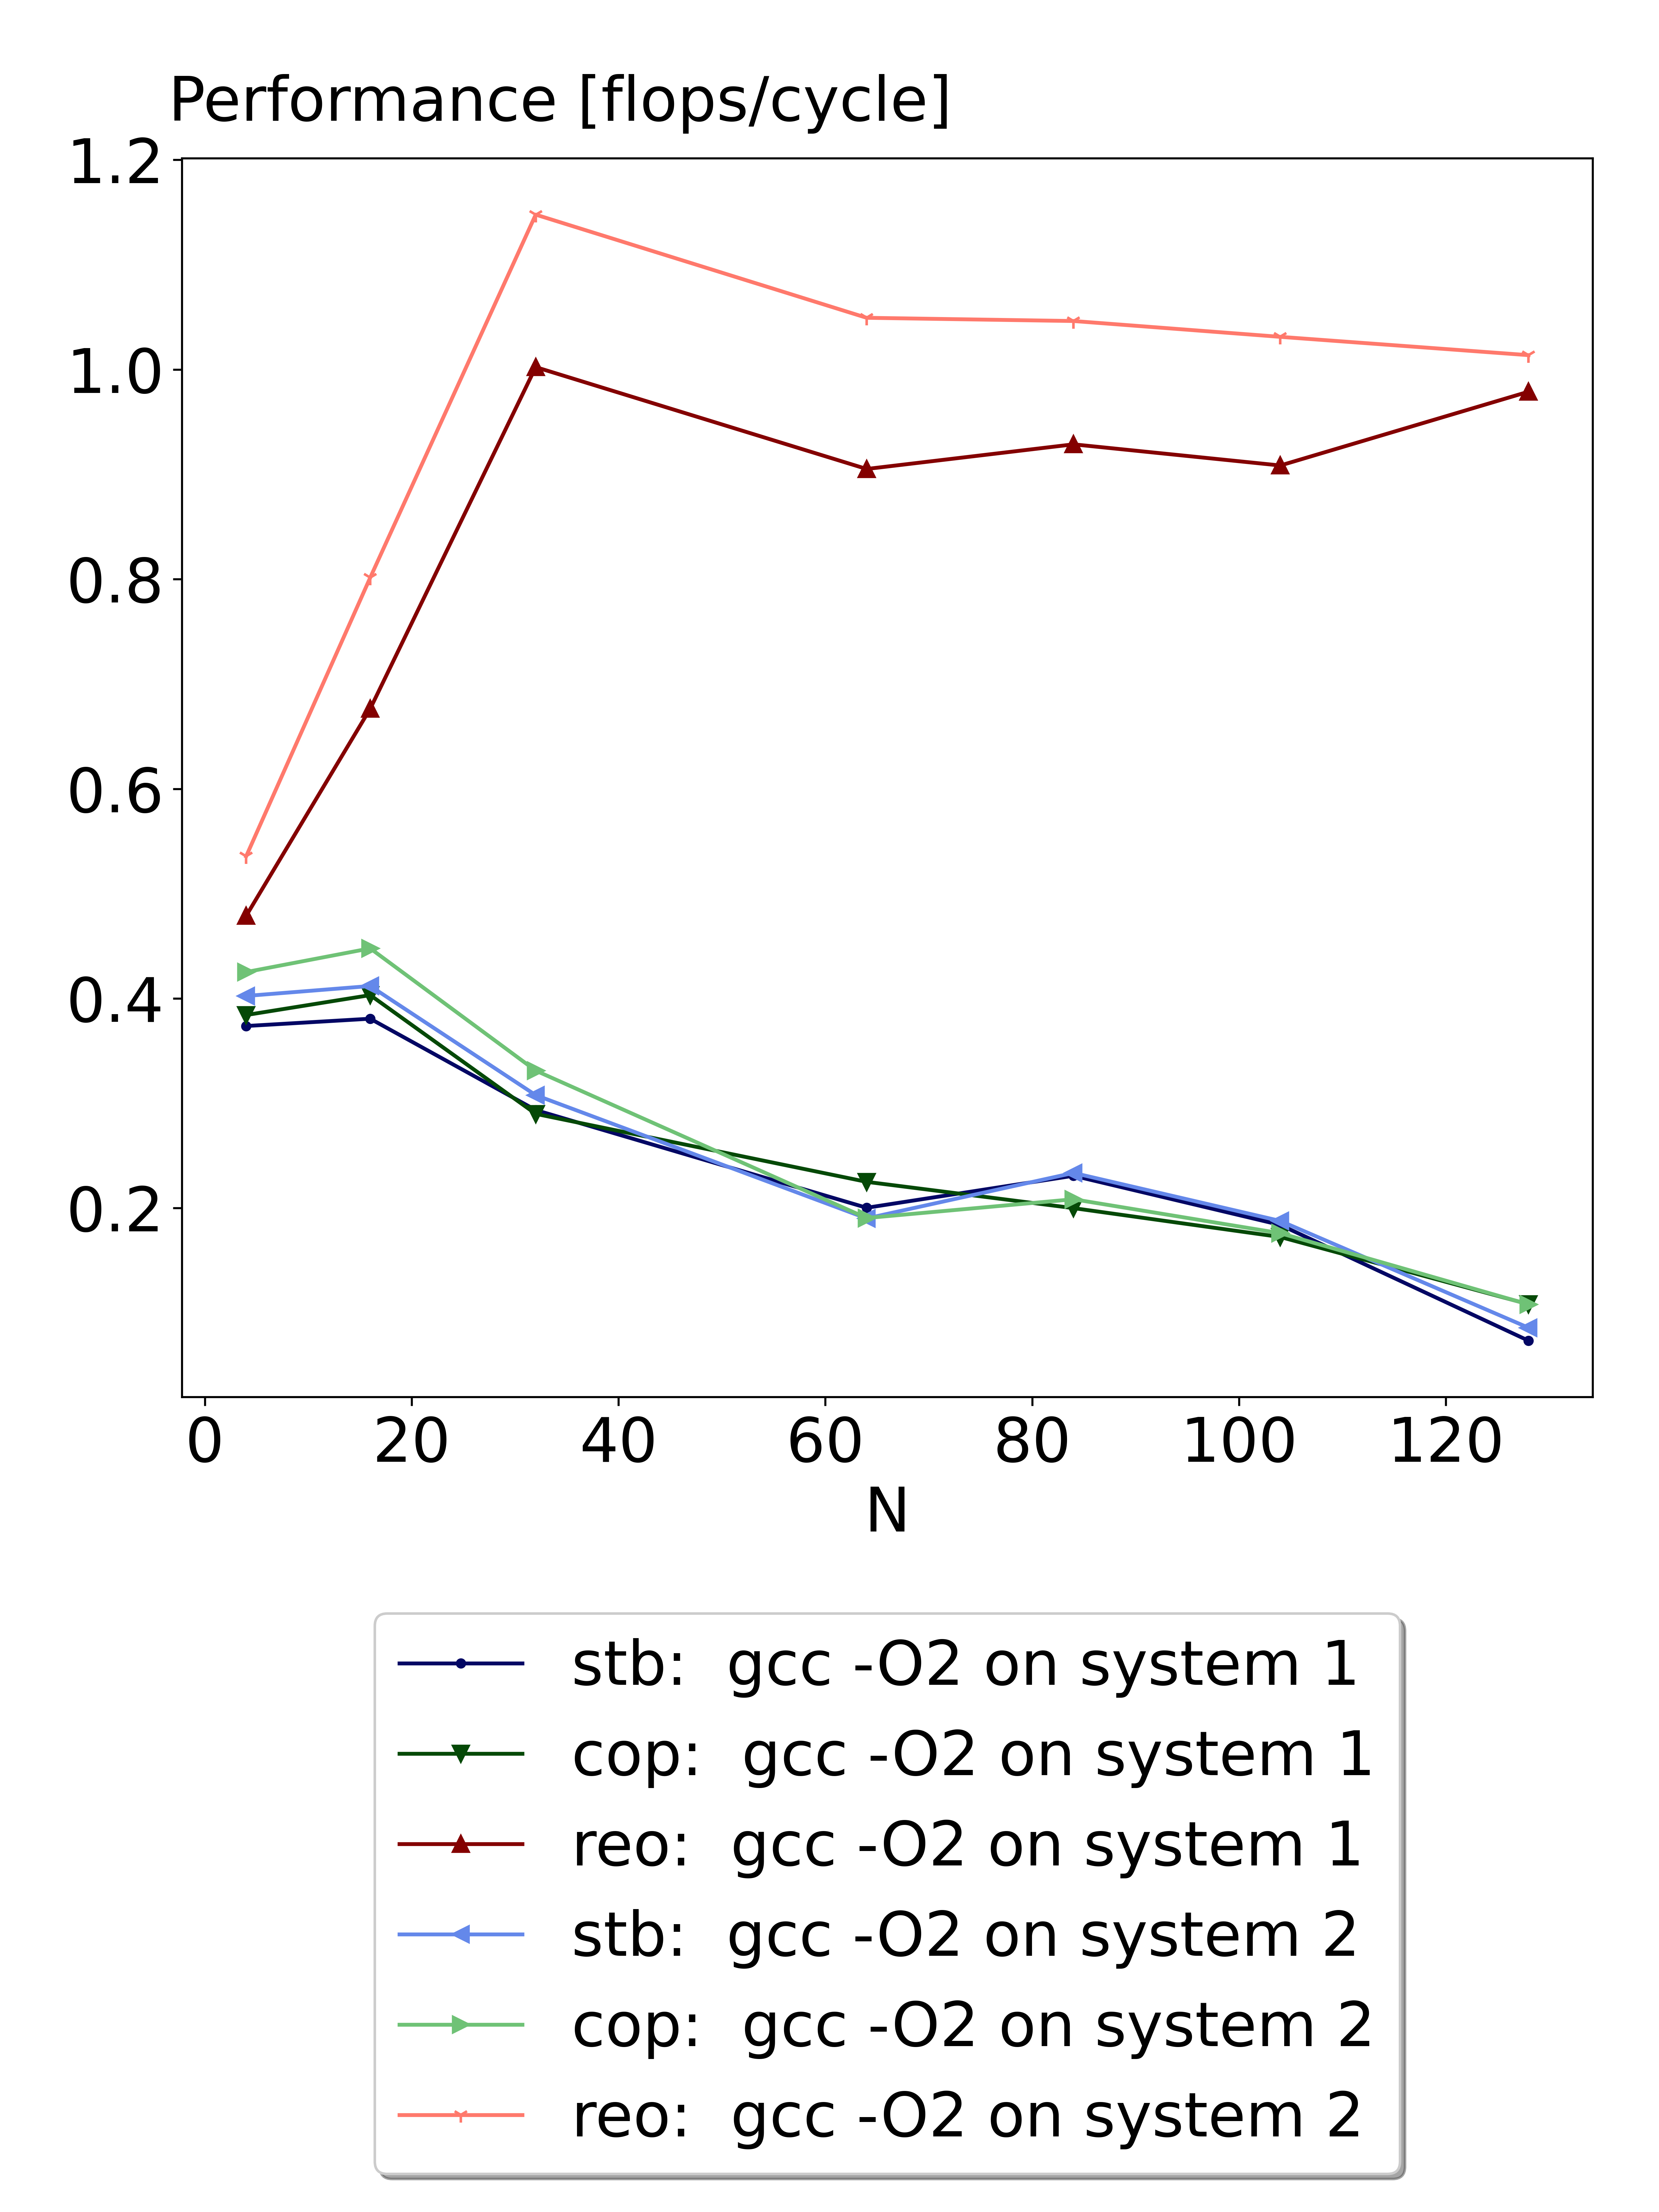 Performance [flops/cycle]
1.2
1.0
0.8
0.6
0.4
0.2
0 20 40 60 80 100 120
N
stb: gcc -O2 on system 1
cop: gcc -O2 on system 1
reo: gcc -O2 on system 1
stb: gcc -O2 on system 2
cop: gcc -O2 on system 2
reo: gcc -O2 on system 2